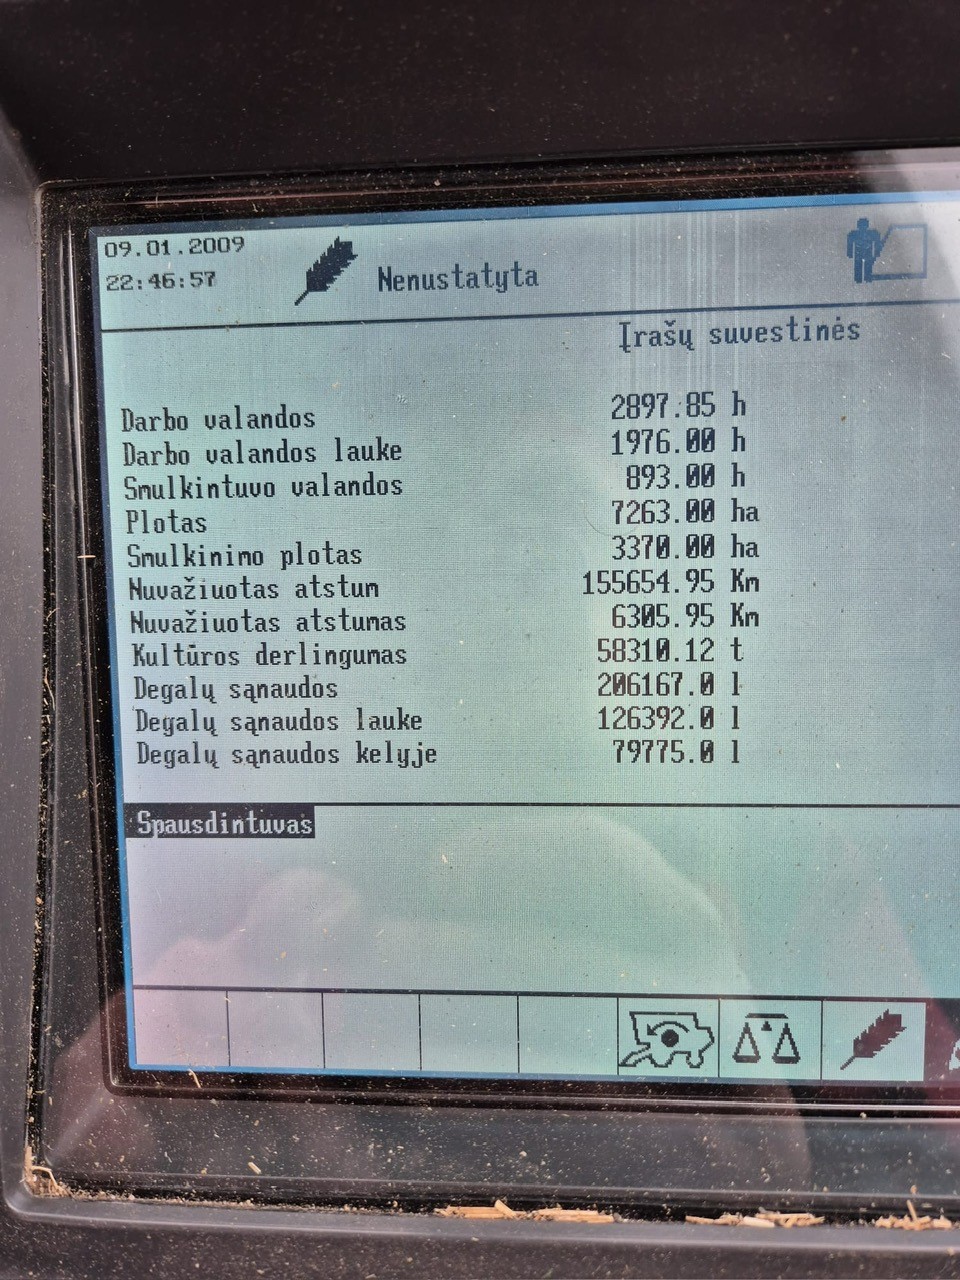 09.01.2009
22:46:57
Nenustatyta
Įrašų suvestinės
Darbo valandos 2897.85 h
Darbo valandos lauke 1976.00 h
Smulkintuvo valandos 893.00 h
Plotas 7263.00 ha
Smulkinimo plotas 3370.00 ha
Nuvažiuotas atstum 155654.95 Km
Nuvažiuotas atstumas 6305.95 Km
Kultūros derlingumas 58310.12 t
Degalų sąnaudos 206167.0 l
Degalų sąnaudos lauke 126392.0 l
Degalų sąnaudos kelyje 79775.0 l
Spausdintuvas